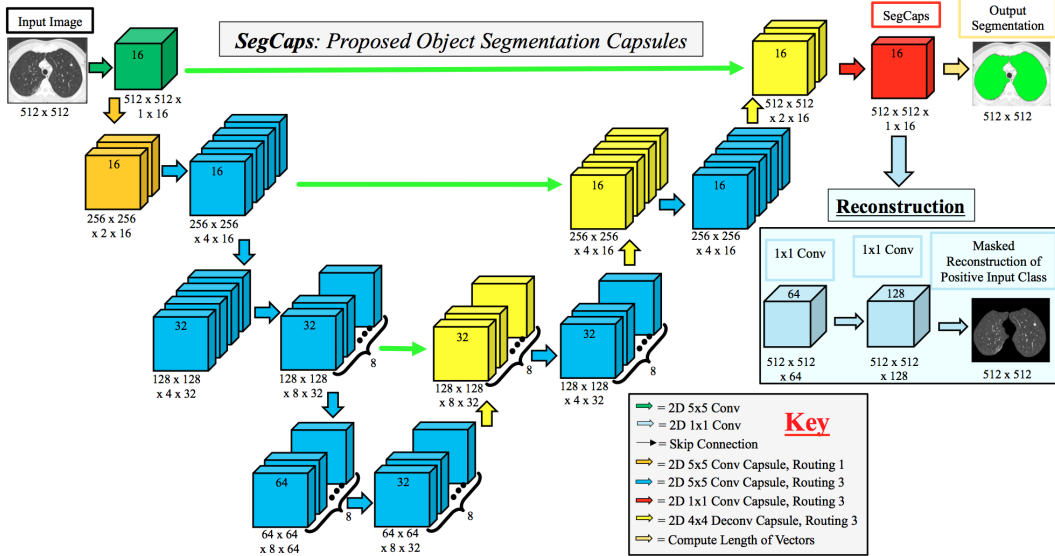 Input Image
SegCaps: Proposed Object Segmentation Capsules
SegCaps
Output
Segmentation
16
512 x 512
512 x 512 x
1 x 16
16
512 x 512
x 2 x 16
16
512 x 512 x
1 x 16
512 x 512
16
256 x 256
x 2 x 16
16
256 x 256
x 4 x 16
16
256 x 256
x 4 x 16
16
256 x 256
x 4 x 16
32
128 x 128
x 4 x 32
32
8
128 x 128
x 8 x 32
32
8
128 x 128
x 8 x 32
32
8
128 x 128
x 4 x 32
64
8
64 x 64
x 8 x 64
32
8
64 x 64
x 8 x 32
Reconstruction
1x1 Conv
1x1 Conv
Masked
Reconstruction of
Positive Input Class
64
128
512 x 512
x 64
512 x 512
x 128
512 x 512
Key
= 2D 5x5 Conv
= 2D 1x1 Conv
= Skip Connection
= 2D 5x5 Conv Capsule, Routing 1
= 2D 5x5 Conv Capsule, Routing 3
= 2D 1x1 Conv Capsule, Routing 3
= 2D 4x4 Deconv Capsule, Routing 3
= Compute Length of Vectors